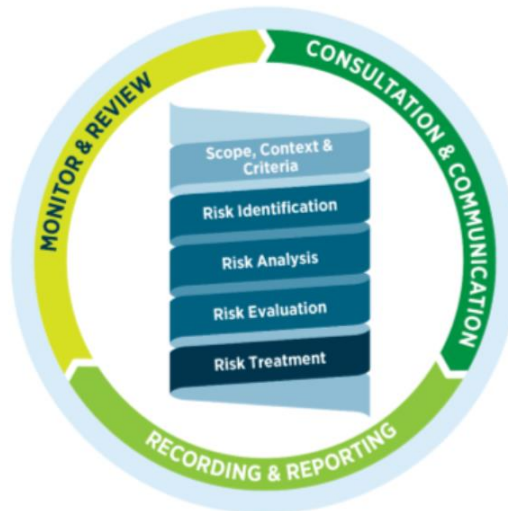 MONITOR & REVIEW
CONSULTATION & COMMUNICATION
Scope, Context &
Criteria
Risk Identification
Risk Analysis
Risk Evaluation
Risk Treatment
RECORDING & REPORTING